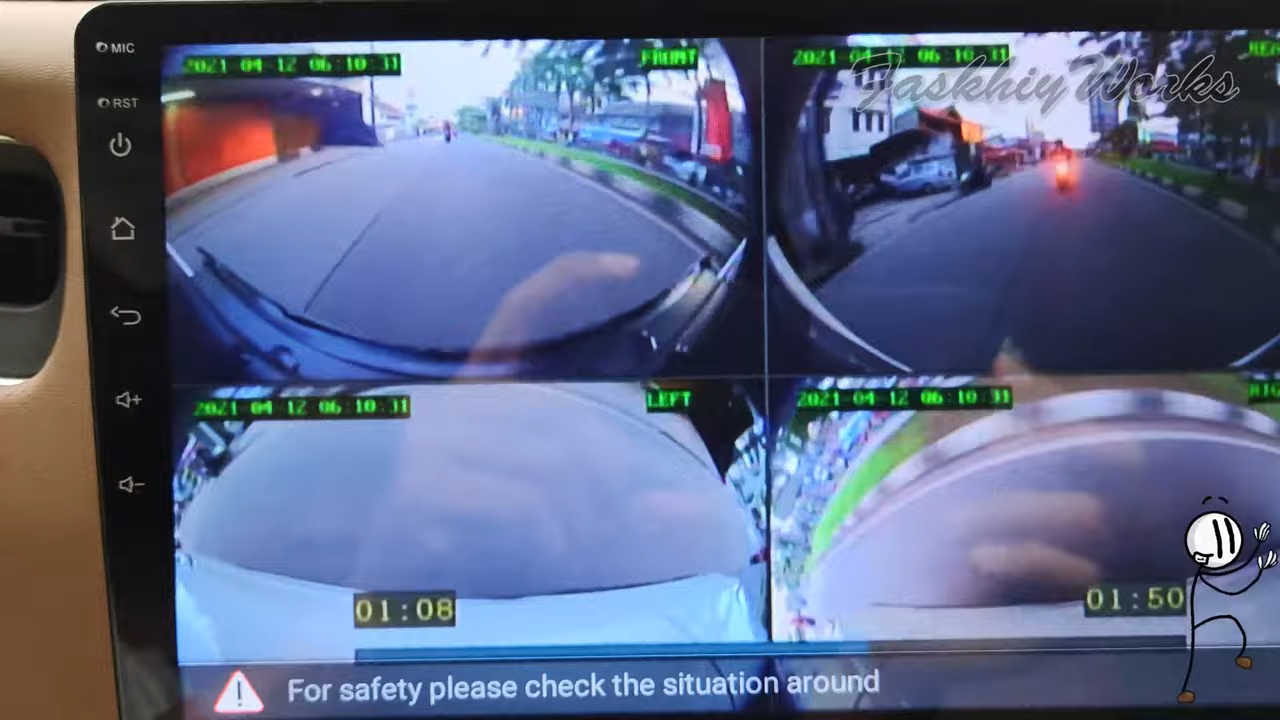 MIC
RST
2021 04 12 06:10:31
FRONT
2021 04 12 06:10:31
JaskhiyWorks
2021 04 12 06:10:31
LEFT
2021 04 12 06:10:31
01:08
01:50
For safety please check the situation around